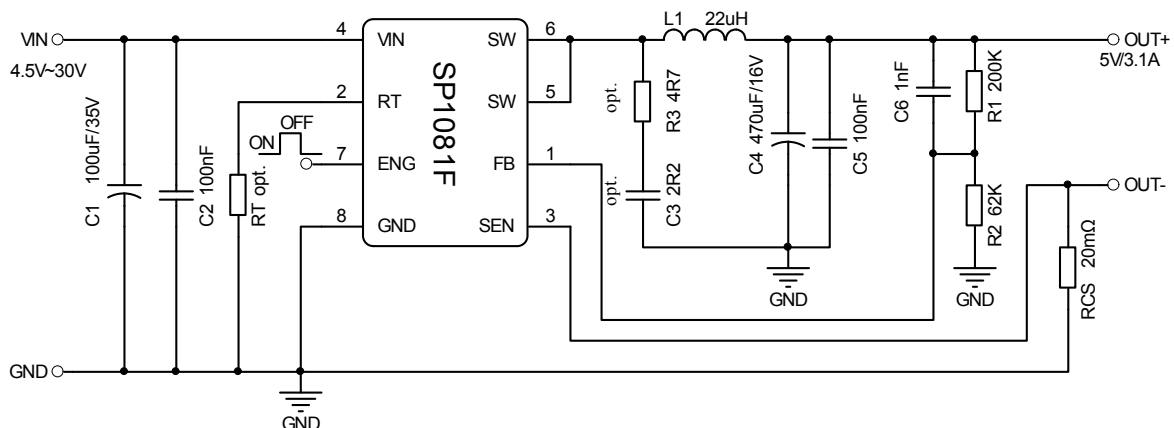 L1 22uH
VIN
4.5V~30V
4
VIN
SW
6
OUT+
5V/3.1A
2
RT
SW
5
OFF
ON
7
ENG
FB
1
8
GND
SEN
3
SP1081F
C1 100uF/35V
C2 100nF
RT opt.
opt.
R3 4R7
opt.
C3 2R2
C4 470uF/16V
C5 100nF
C6 1nF
R1 200K
R2 62K
OUT-
RCS 20mΩ
GND
GND
GND
GND